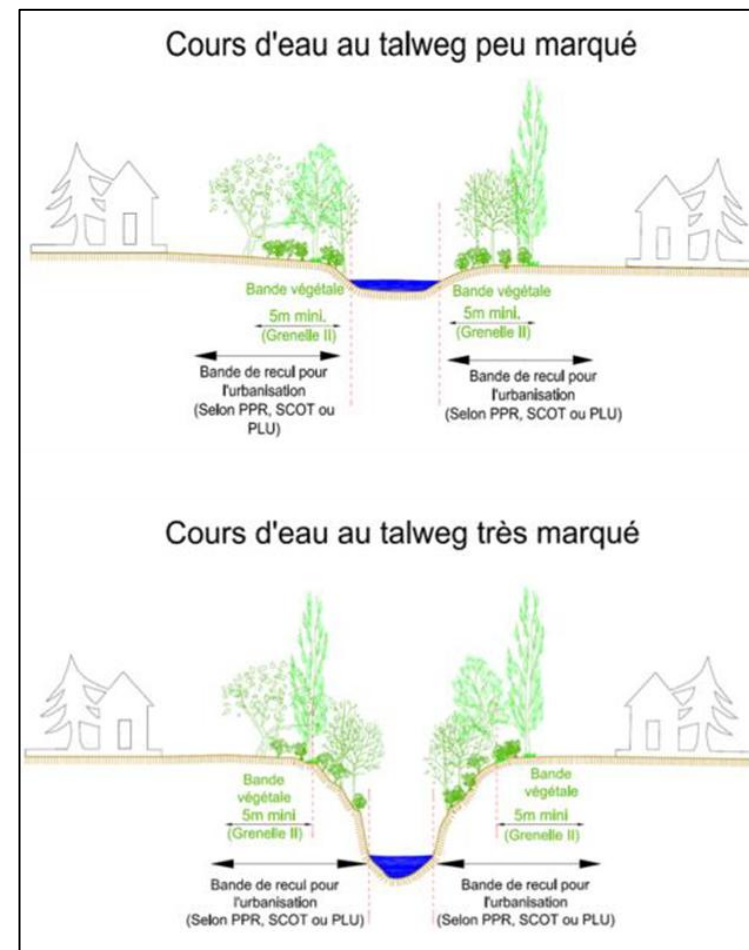 Cours d'eau au talweg peu marqué
Bande végétale
5m mini.
(Grenelle II)
Bande de recul pour
l'urbanisation
(Selon PPR, SCOT ou
PLU)
Bande végétale
5m mini.
(Grenelle II)
Bande de recul pour
l'urbanisation
(Selon PPR, SCOT ou PLU)
Cours d'eau au talweg très marqué
Bande
végétale
5m mini
(Grenelle II)
Bande de recul pour
l'urbanisation
(Selon PPR, SCOT ou PLU)
Bande
végétale
5m mini
(Grenelle II)
Bande de recul pour
l'urbanisation
(Selon PPR, SCOT ou PLU)